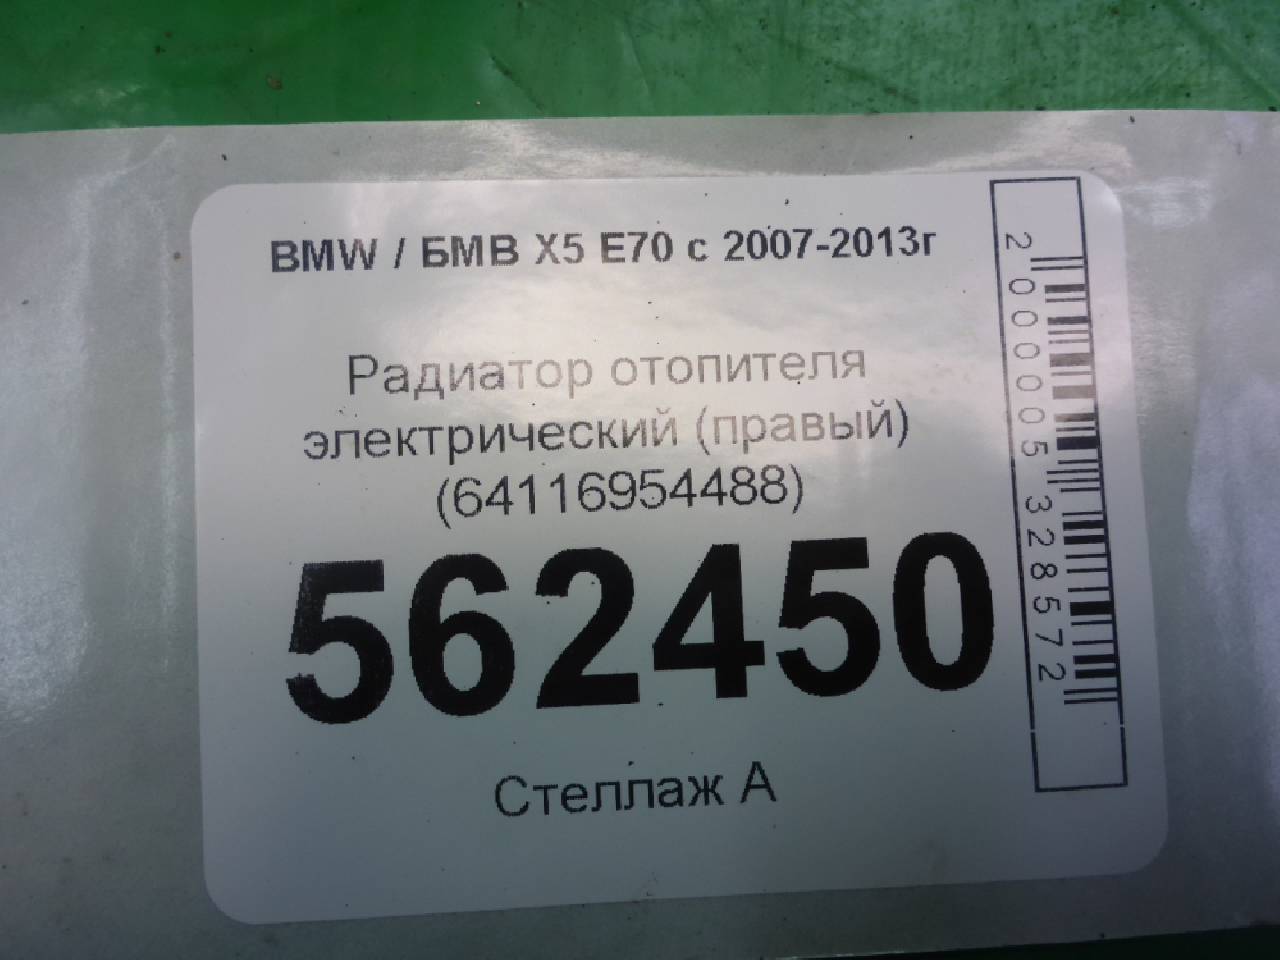 BMW / БМВ X5 E70 с 2007-2013г
Радиатор отопителя
электрический (правый)
(64116954488)
562450
Стеллаж А
2000005328572